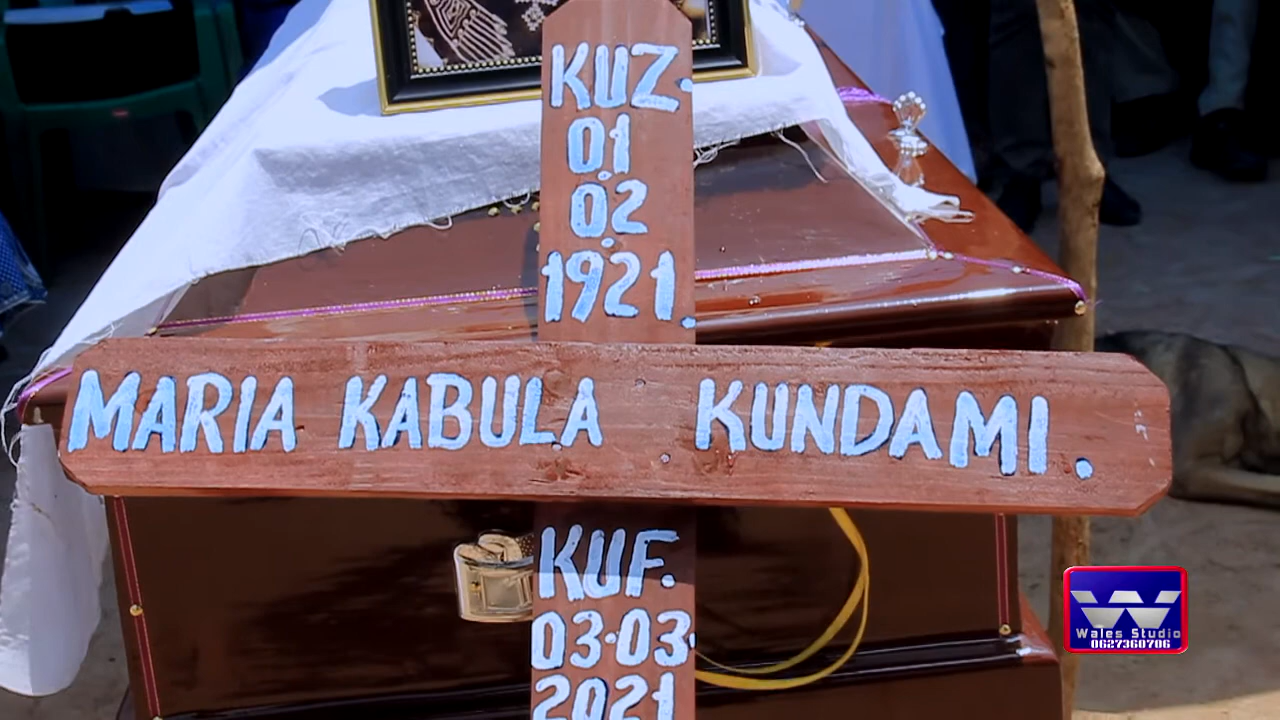 KUZ.
01
02
1921.
MARIA KABULA KUNDAMI.
KUF.
03.03.
2021
W
Wales Studio
0627360706